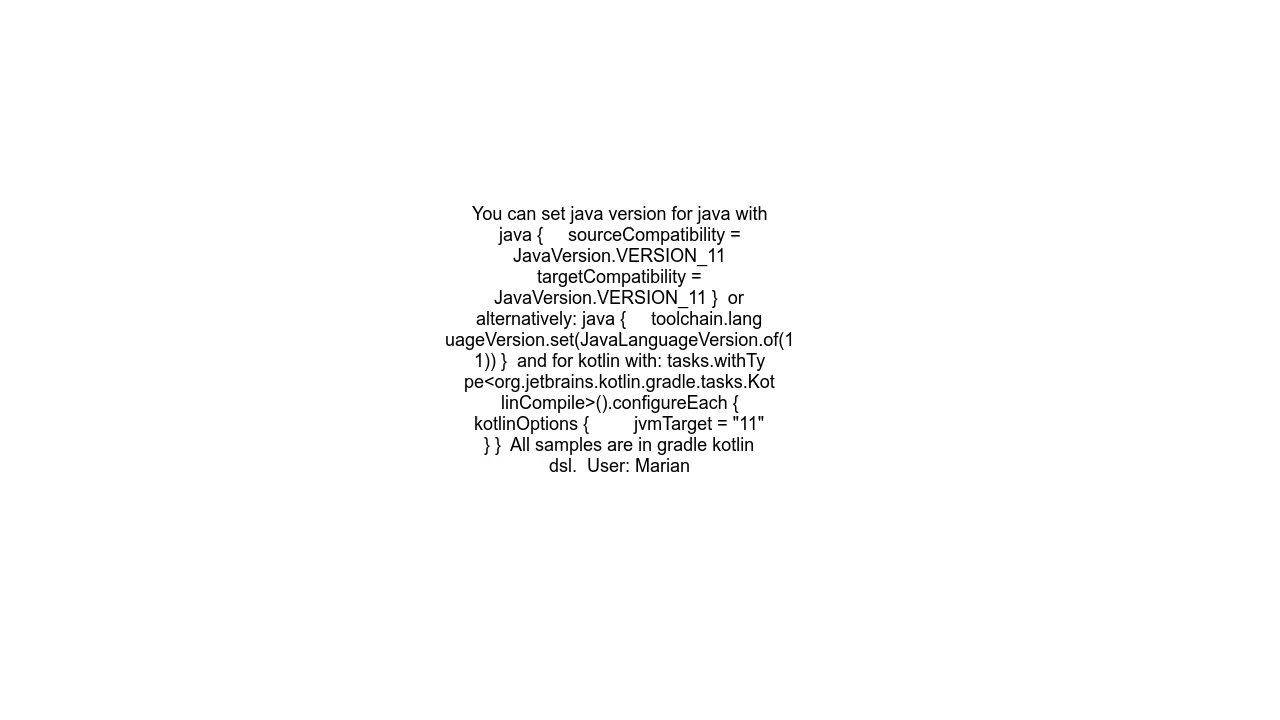 You can set java version for java with
java {     sourceCompatibility =
JavaVersion.VERSION_11
targetCompatibility =
JavaVersion.VERSION_11 }  or
alternatively: java {     toolchain.lang
uageVersion.set(JavaLanguageVersion.of(1
1)) }  and for kotlin with: tasks.withTy
pe<org.jetbrains.kotlin.gradle.tasks.Kot
linCompile>().configureEach {
kotlinOptions {         jvmTarget = "11"
} }  All samples are in gradle kotlin
dsl.  User: Marian